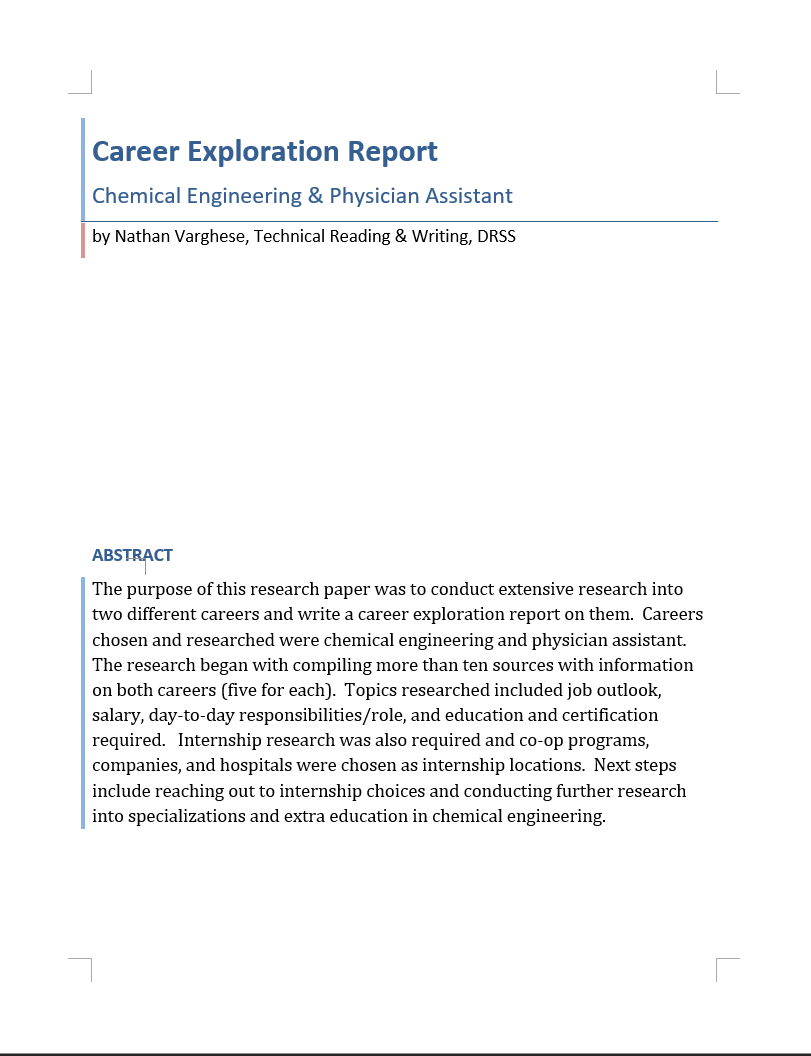 Career Exploration Report
Chemical Engineering & Physician Assistant
by Nathan Varghese, Technical Reading & Writing, DRSS
ABSTRACT
The purpose of this research paper was to conduct extensive research into
two different careers and write a career exploration report on them.  Careers
chosen and researched were chemical engineering and physician assistant.
The research began with compiling more than ten sources with information
on both careers (five for each).  Topics researched included job outlook,
salary, day-to-day responsibilities/role, and education and certification
required.   Internship research was also required and co-op programs,
companies, and hospitals were chosen as internship locations.  Next steps
include reaching out to internship choices and conducting further research
into specializations and extra education in chemical engineering.